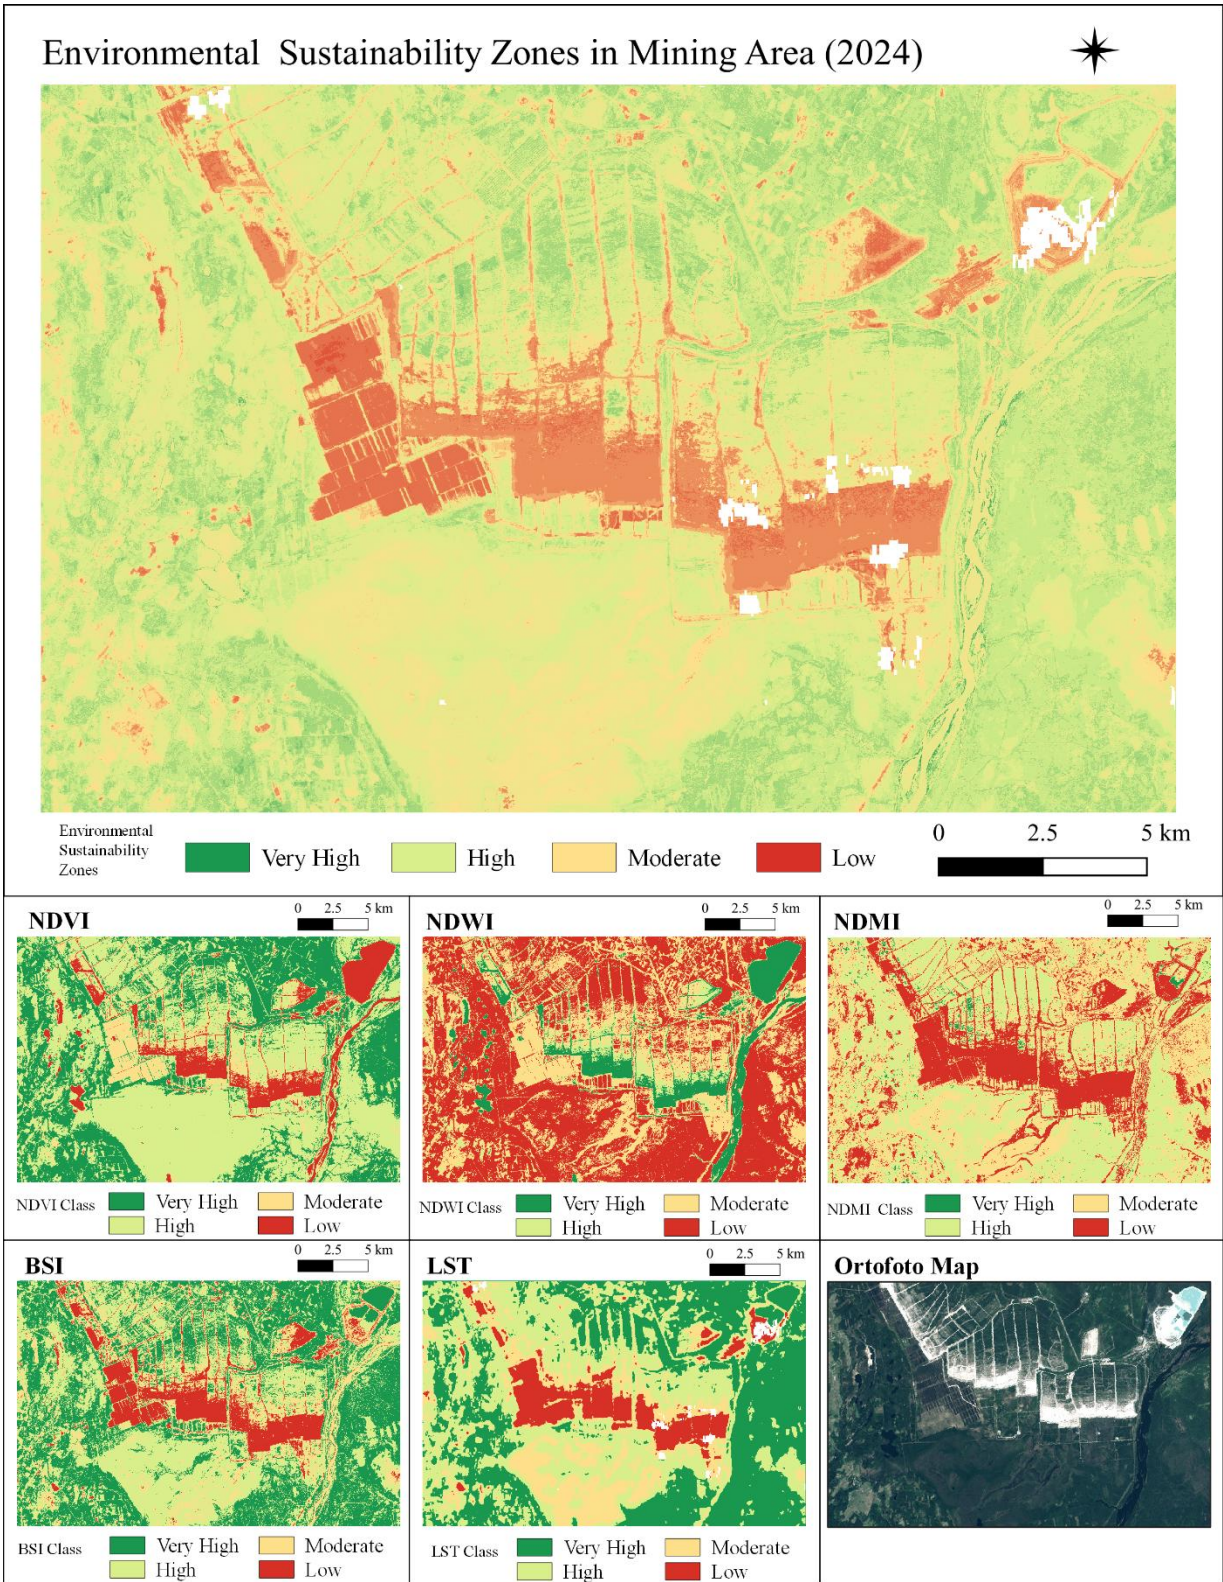 Environmental Sustainability Zones in Mining Area (2024)
Environmental
Sustainability
Zones
Very High
High
Moderate
Low
0 2.5 5 km
NDVI
0 2.5 5 km
NDVI Class
Very High
Moderate
High
Low
NDWI
0 2.5 5 km
NDWI Class
Very High
Moderate
High
Low
NDMI
0 2.5 5 km
NDMI Class
Very High
Moderate
High
Low
BSI
0 2.5 5 km
BSI Class
Very High
Moderate
High
Low
LST
0 2.5 5 km
LST Class
Very High
Moderate
High
Low
Ortofoto Map